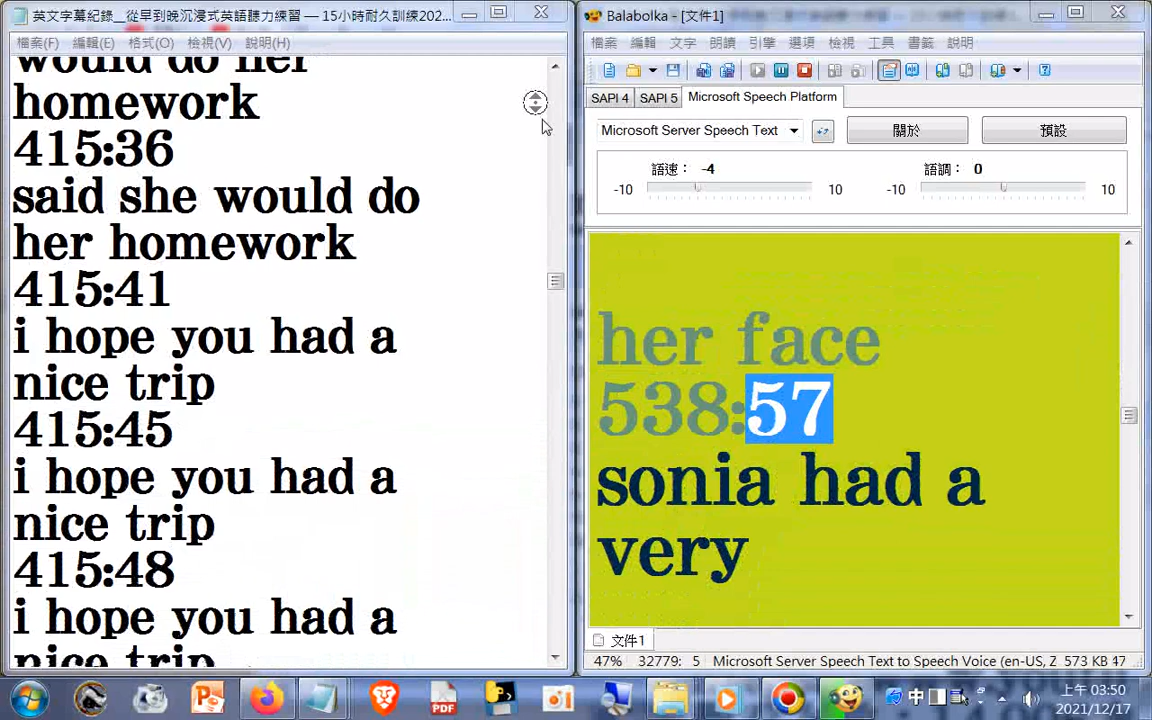 英文字幕紀錄__從早到晚沉浸式英語聽力練習 — 15小時耐久訓練202...
檔案(F) 編輯(E) 格式(O) 檢視(V) 說明(H)
would do her
homework
415:36
said she would do
her homework
415:41
i hope you had a
nice trip
415:45
i hope you had a
nice trip
415:48
i hope you had a
nice trip
Balabolka - [文件1]
檔案 編輯 文字 朗讀 引擎 選項 檢視 工具 書籤 說明
SAPI 4 SAPI 5 Microsoft Speech Platform
Microsoft Server Speech Text 關於 預設
語速： -4 語調： 0
-10 10 -10 10
her face
538:57
sonia had a
very
文件1
47% 32779: 5 Microsoft Server Speech Text to Speech Voice (en-US, Z 573 KB 47
PDF 中 上午 03:50
2021/12/17